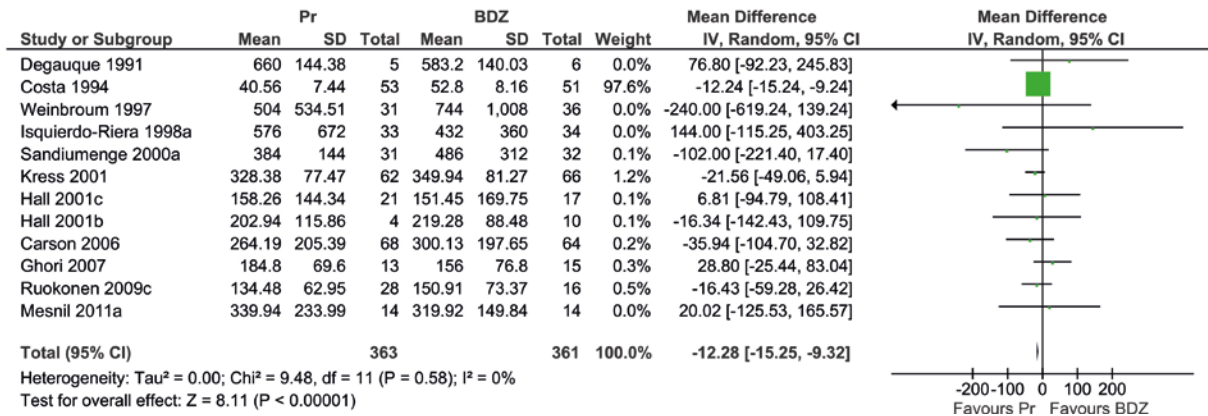 Pr BDZ Mean Difference Mean Difference
Study or Subgroup Mean SD Total Mean SD Total Weight IV, Random, 95% CI IV, Random, 95% CI
Degauque 1991 660 144.38 5 583.2 140.03 6 0.0% 76.80 [-92.23, 245.83]
Costa 1994 40.56 7.44 53 52.8 8.16 51 97.6% -12.24 [-15.24, -9.24]
Weinbroum 1997 504 534.51 31 744 1,008 36 0.0% -240.00 [-619.24, 139.24]
Isquierdo-Riera 1998a 576 672 33 432 360 34 0.0% 144.00 [-115.25, 403.25]
Sandiumenge 2000a 384 144 31 486 312 32 0.1% -102.00 [-221.40, 17.40]
Kress 2001 328.38 77.47 62 349.94 81.27 66 1.2% -21.56 [-49.06, 5.94]
Hall 2001c 158.26 144.34 21 151.45 169.75 17 0.1% 6.81 [-94.79, 108.41]
Hall 2001b 202.94 115.86 4 219.28 88.48 10 0.1% -16.34 [-142.43, 109.75]
Carson 2006 264.19 205.39 68 300.13 197.65 64 0.2% -35.94 [-104.70, 32.82]
Ghori 2007 184.8 69.6 13 156 76.8 15 0.3% 28.80 [-25.44, 83.04]
Ruokonen 2009c 134.48 62.95 28 150.91 73.37 16 0.5% -16.43 [-59.28, 26.42]
Mesnil 2011a 339.94 233.99 14 319.92 149.84 14 0.0% 20.02 [-125.53, 165.57]
Total (95% CI) 363 361 100.0% -12.28 [-15.25, -9.32]
Heterogeneity: Tau² = 0.00; Chi² = 9.48, df = 11 (P = 0.58); I² = 0%
Test for overall effect: Z = 8.11 (P < 0.00001)
-200 -100 0 100 200
Favours Pr Favours BDZ